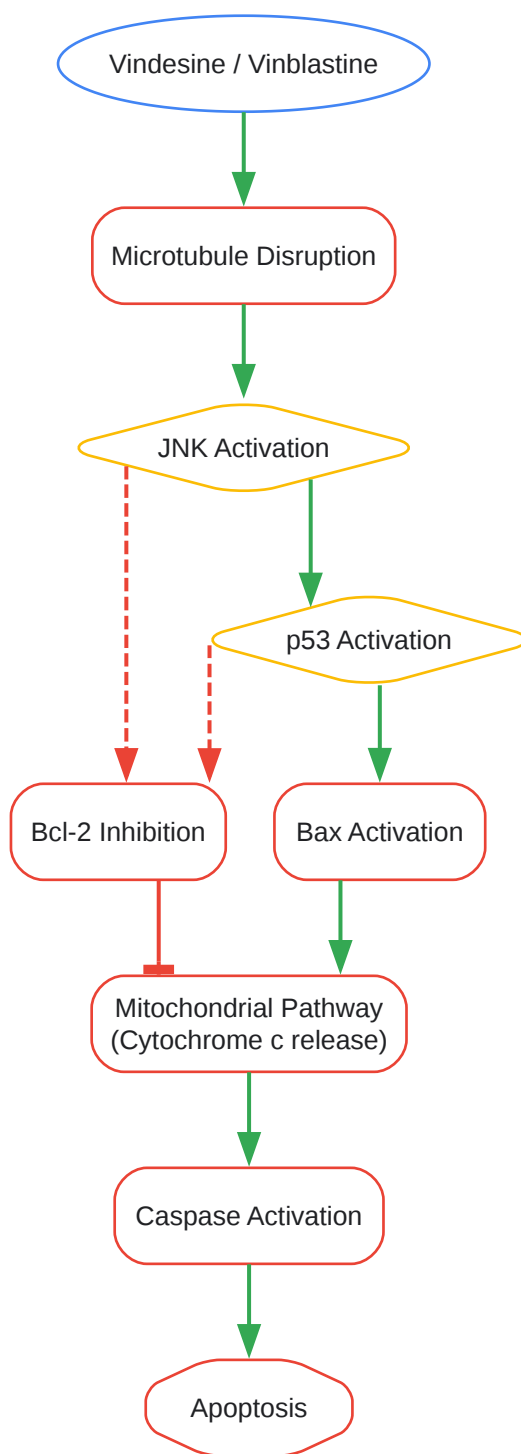 Vindesine / Vinblastine
Microtubule Disruption
JNK Activation
p53 Activation
Bcl-2 Inhibition
Bax Activation
Mitochondrial Pathway
(Cytochrome c release)
Caspase Activation
Apoptosis